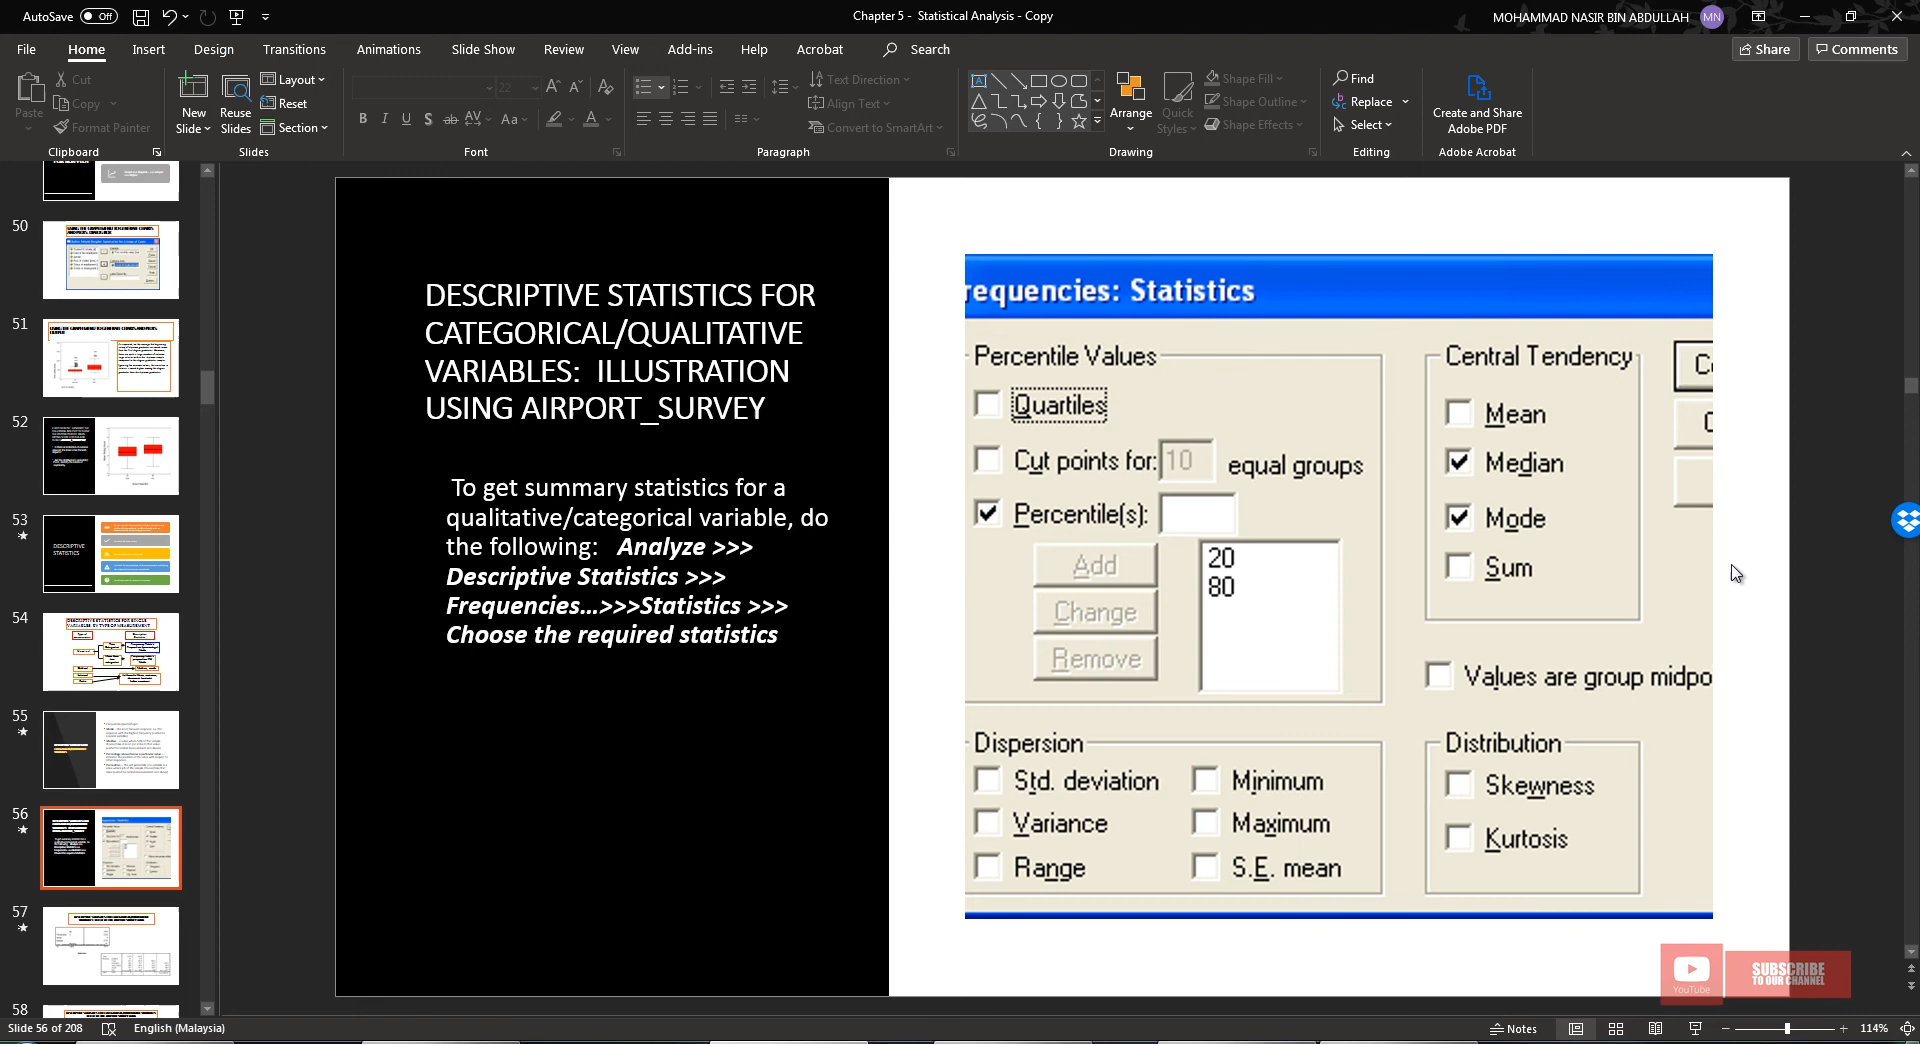 AutoSave Off
Chapter 5 - Statistical Analysis - Copy
MOHAMMAD NASIR BIN ABDULLAH MN
File Home Insert Design Transitions Animations Slide Show Review View Add-ins Help Acrobat Search
Share Comments
Paste
Cut
Copy
Format Painter
Clipboard
New Slide
Reuse Slides
Layout
Reset
Section
Slides
22
B I U S ab AV Aa A
Font
Text Direction
Align Text
Convert to SmartArt
Paragraph
Arrange
Quick Styles
Shape Fill
Shape Outline
Shape Effects
Drawing
Find
Replace
Select
Editing
Create and Share
Adobe PDF
Adobe Acrobat
50
51
52
53
DESCRIPTIVE
STATISTICS
54
55
56
57
58
DESCRIPTIVE STATISTICS FOR
CATEGORICAL/QUALITATIVE
VARIABLES: ILLUSTRATION
USING AIRPORT_SURVEY
To get summary statistics for a
qualitative/categorical variable, do
the following: Analyze >>>
Descriptive Statistics >>>
Frequencies...>>>Statistics >>>
Choose the required statistics
requencies: Statistics
Percentile Values
Quartiles
Cut points for: 10 equal groups
Percentile(s):
Add
Change
Remove
20
80
Central Tendency
Mean
Median
Mode
Sum
Values are group midpo
Dispersion
Std. deviation Minimum
Variance Maximum
Range S.E. mean
Distribution
Skewness
Kurtosis
YouTube
SUBSCRIBE
TO OUR CHANNEL
Slide 56 of 208 English (Malaysia)
Notes 114%